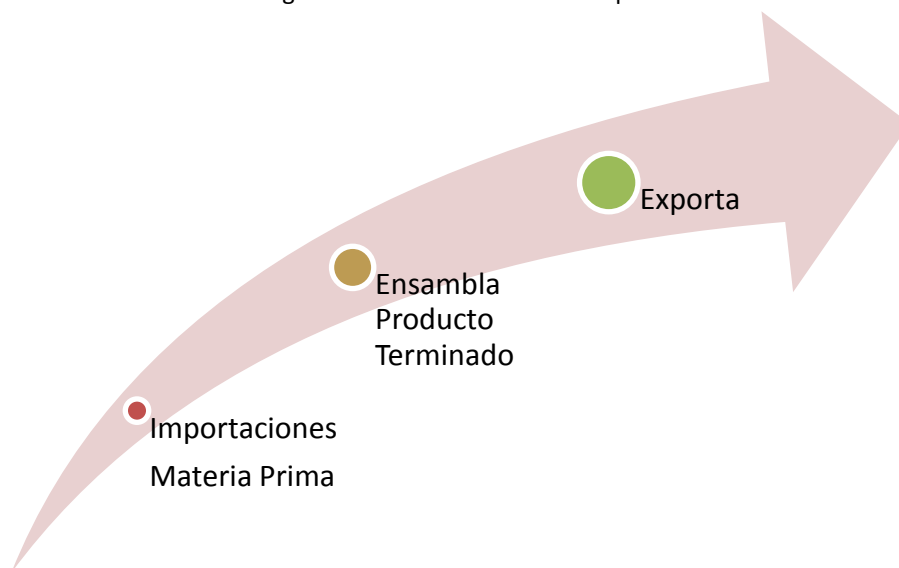 Importaciones
Materia Prima
Ensambla
Producto
Terminado
Exporta